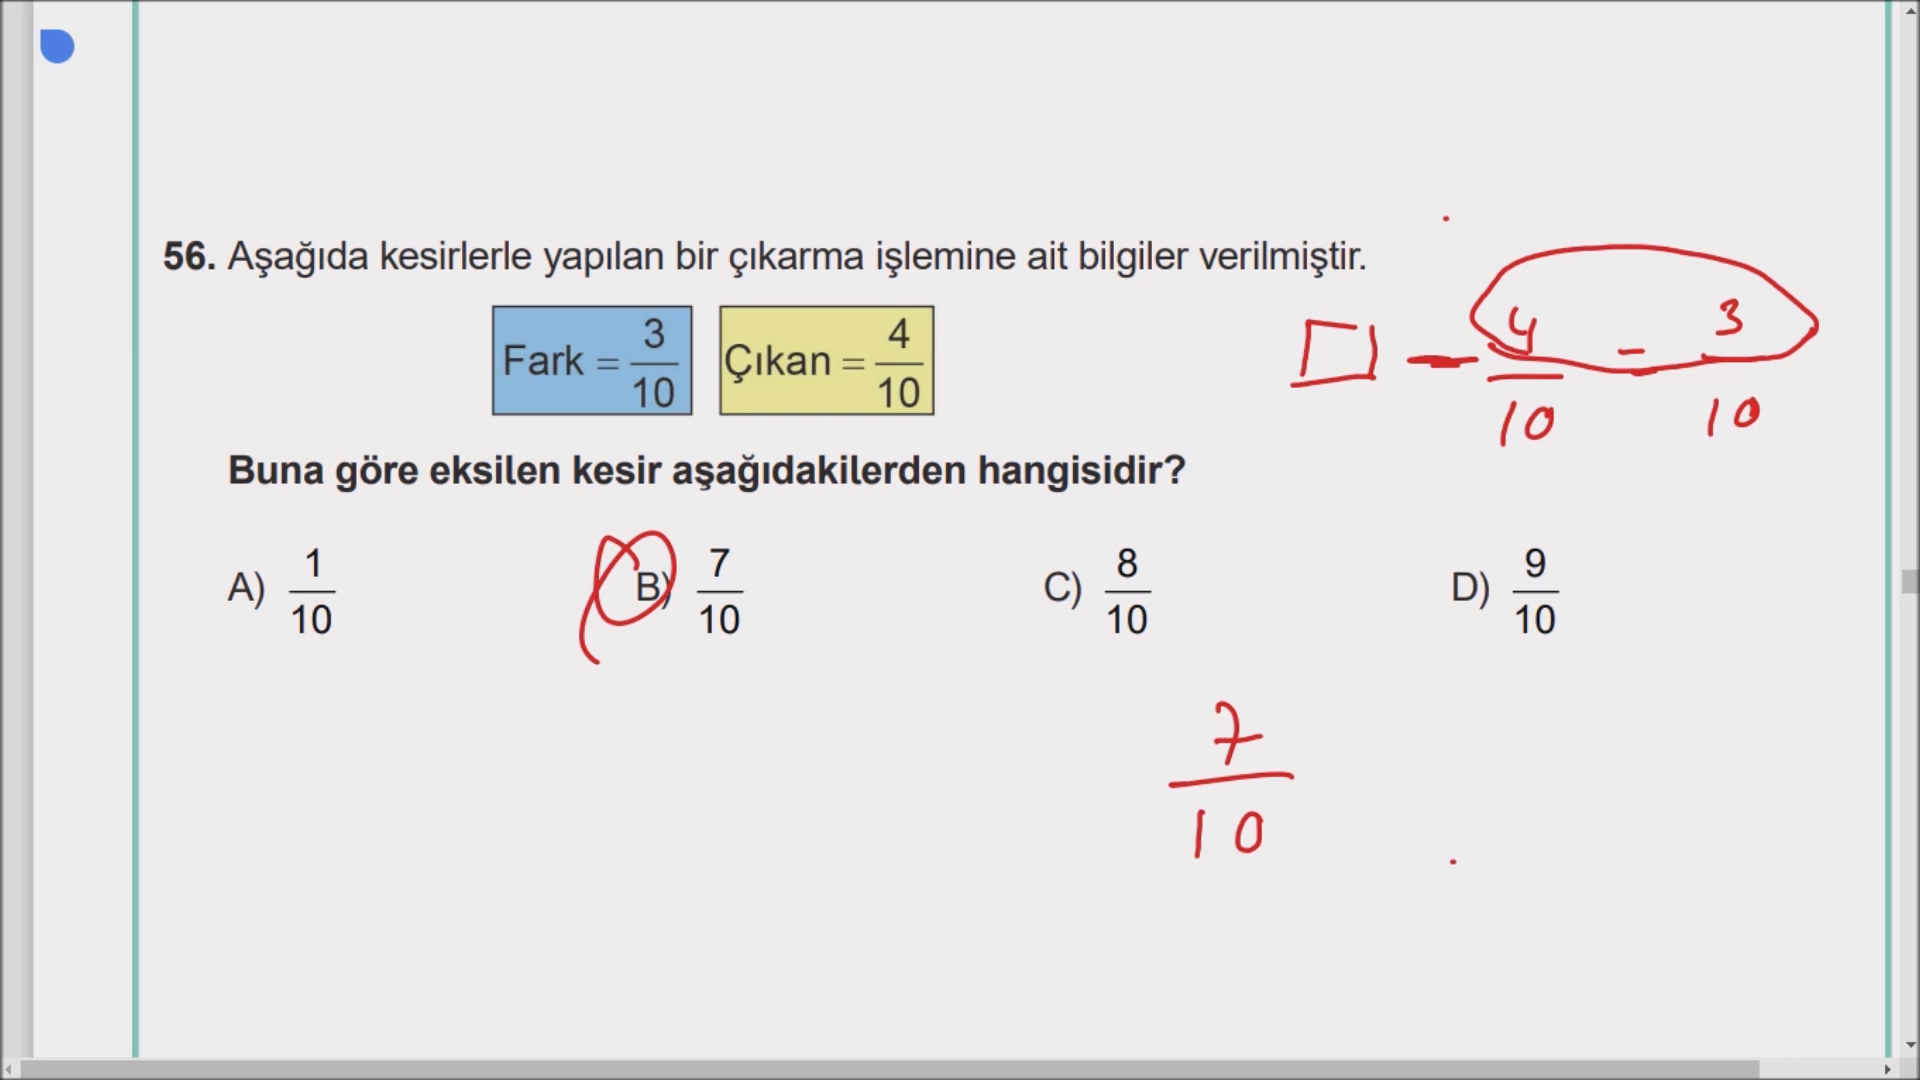 56. Aşağıda kesirlerle yapılan bir çıkarma işlemine ait bilgiler verilmiştir.
Fark = 3/10 Çıkan = 4/10
□ - 4/10 = 3/10
Buna göre eksilen kesir aşağıdakilerden hangisidir?
A) 1/10 B) 7/10 C) 8/10 D) 9/10
7/10